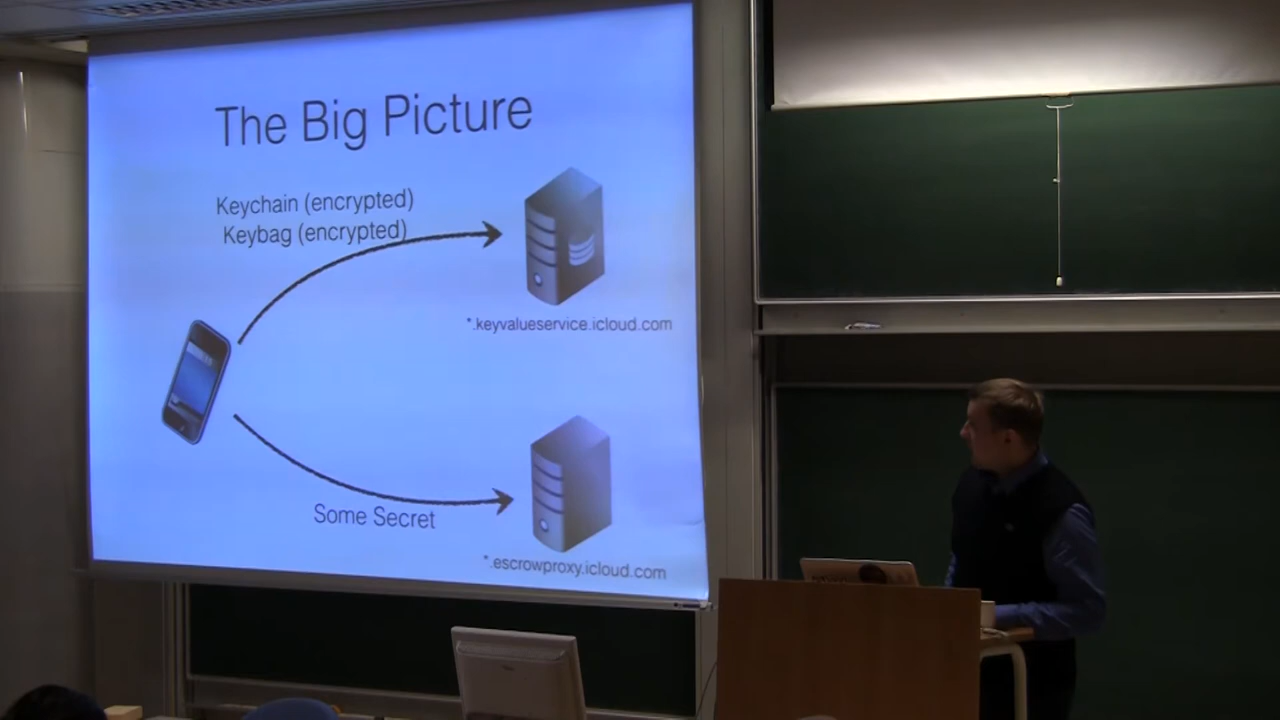 The Big Picture
Keychain (encrypted)
Keybag (encrypted)
*.keyvalueservice.icloud.com
Some Secret
*.escrowproxy.icloud.com